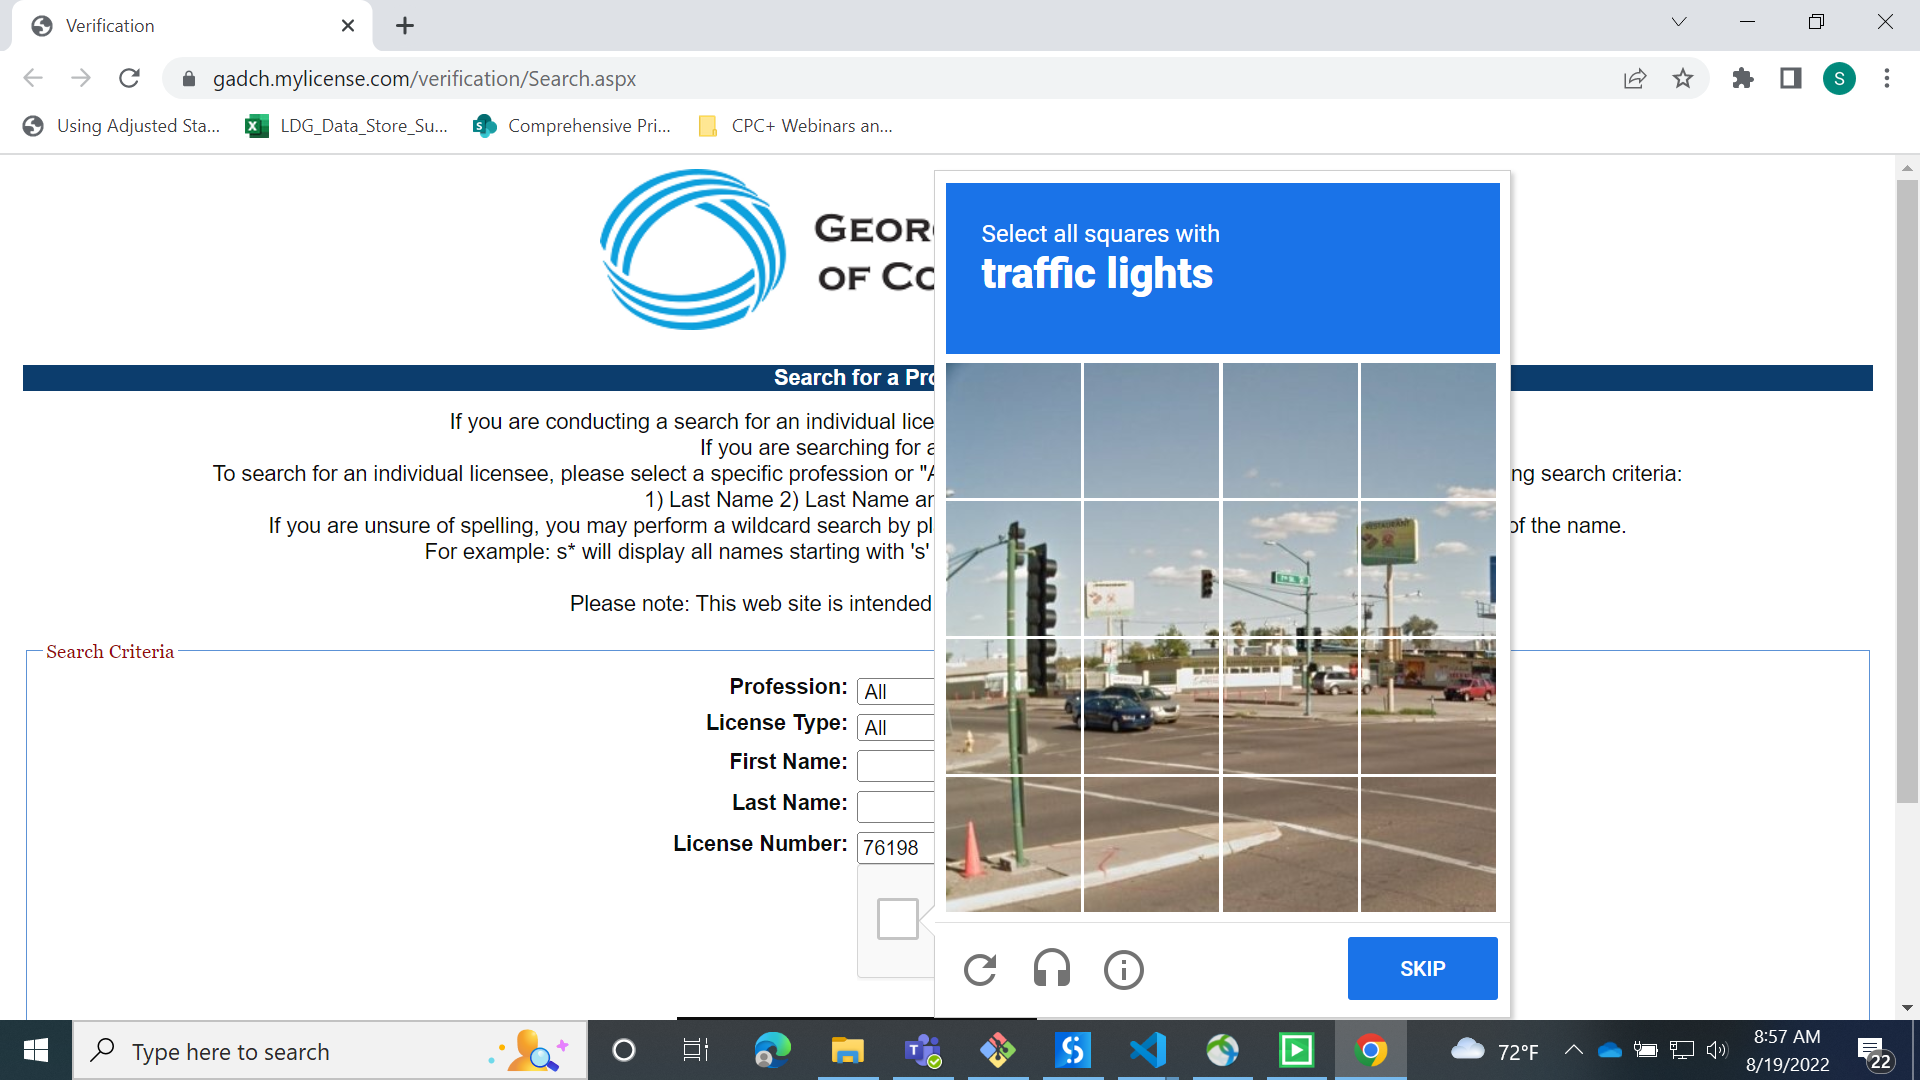 Verification
gadch.mylicense.com/verification/Search.aspx
S
Using Adjusted Sta...
LDG_Data_Store_Su...
Comprehensive Pri...
CPC+ Webinars an...
GEOR
OF CO
Select all squares with
traffic lights
Search for a Pro
If you are conducting a search for an individual lice
If you are searching for a
To search for an individual licensee, please select a specific profession or "A
ng search criteria:
1) Last Name 2) Last Name an
If you are unsure of spelling, you may perform a wildcard search by pl
of the name.
For example: s* will display all names starting with 's'
Please note: This web site is intended
RESTAURANT
Search Criteria
Profession:
All
License Type:
All
First Name:
Last Name:
License Number:
76198
SKIP
Type here to search
72°F
8:57 AM
8/19/2022
22